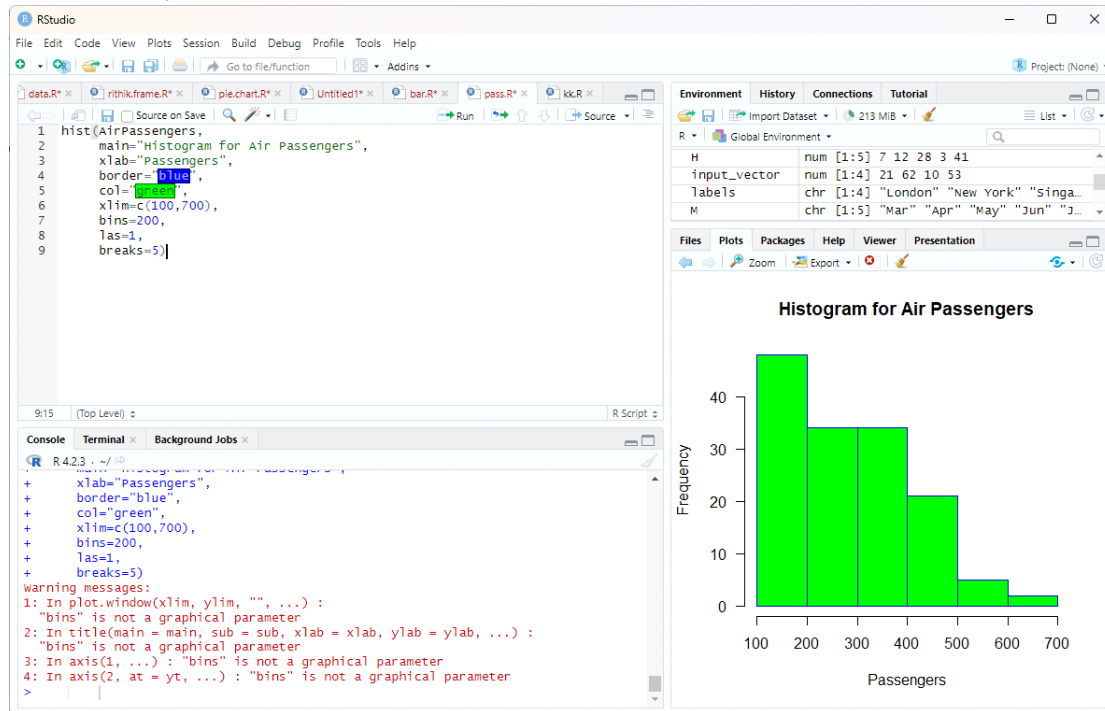 RStudio
File Edit Code View Plots Session Build Debug Profile Tools Help
Go to file/function Addins Project: (None)
data.R* rithik.frame.R* pie.chart.R* Untitled1* bar.R* pass.R* kk.R
Source on Save Run Source
1 hist(AirPassengers,
2 main="Histogram for Air Passengers",
3 xlab="Passengers",
4 border="blue",
5 col="green",
6 xlim=c(100,700),
7 bins=200,
8 las=1,
9 breaks=5)
9:15 (Top Level) R Script
Console Terminal Background Jobs
R 4.2.3 · ~/
+ main="Histogram for Air Passengers",
+ xlab="Passengers",
+ border="blue",
+ col="green",
+ xlim=c(100,700),
+ bins=200,
+ las=1,
+ breaks=5)
Warning messages:
1: In plot.window(xlim, ylim, "", ...) :
"bins" is not a graphical parameter
2: In title(main = main, sub = sub, xlab = xlab, ylab = ylab, ...) :
"bins" is not a graphical parameter
3: In axis(1, ...) : "bins" is not a graphical parameter
4: In axis(2, at = yt, ...) : "bins" is not a graphical parameter
>
Environment History Connections Tutorial
Import Dataset 213 MiB List
R Global Environment
H num [1:5] 7 12 28 3 41
input_vector num [1:4] 21 62 10 53
labels chr [1:4] "London" "New York" "Singa…
M chr [1:5] "Mar" "Apr" "May" "Jun" "J…
Files Plots Packages Help Viewer Presentation
Zoom Export
Histogram for Air Passengers
Frequency
40
30
20
10
0
100 200 300 400 500 600 700
Passengers